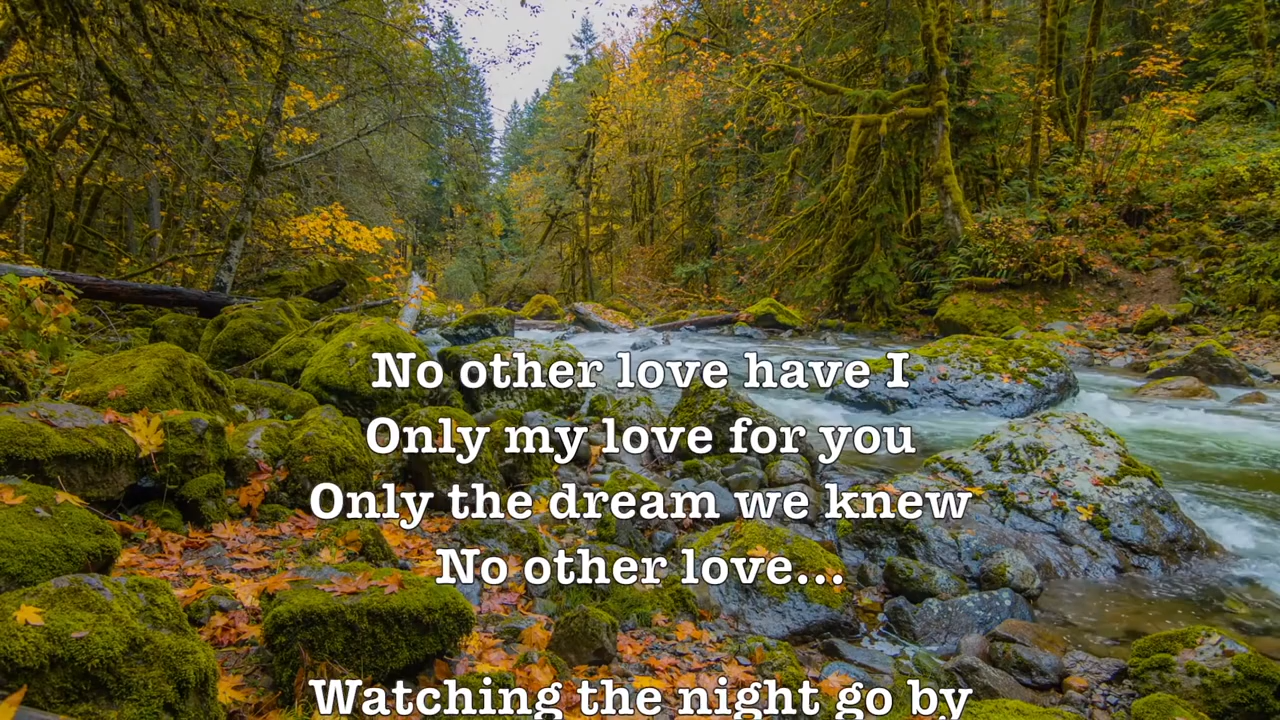 No other love have I
Only my love for you
Only the dream we knew
No other love...
Watching the night go by